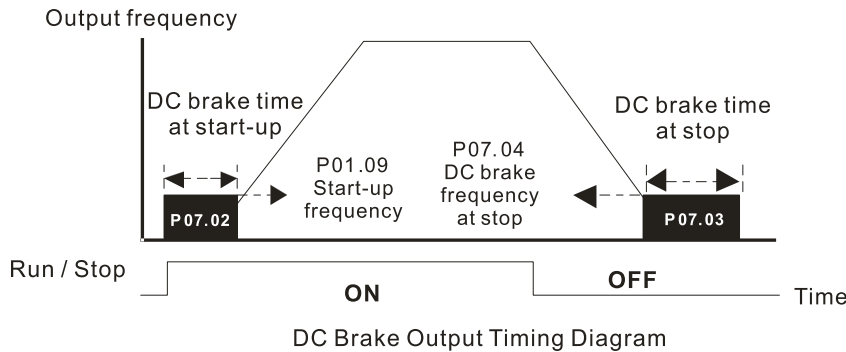 Output frequency
DC brake time
at start-up
DC brake time
at stop
P01.09
Start-up
frequency
P07.04
DC brake
frequency
at stop
P07.02
P07.03
Run / Stop
ON
OFF
Time
DC Brake Output Timing Diagram